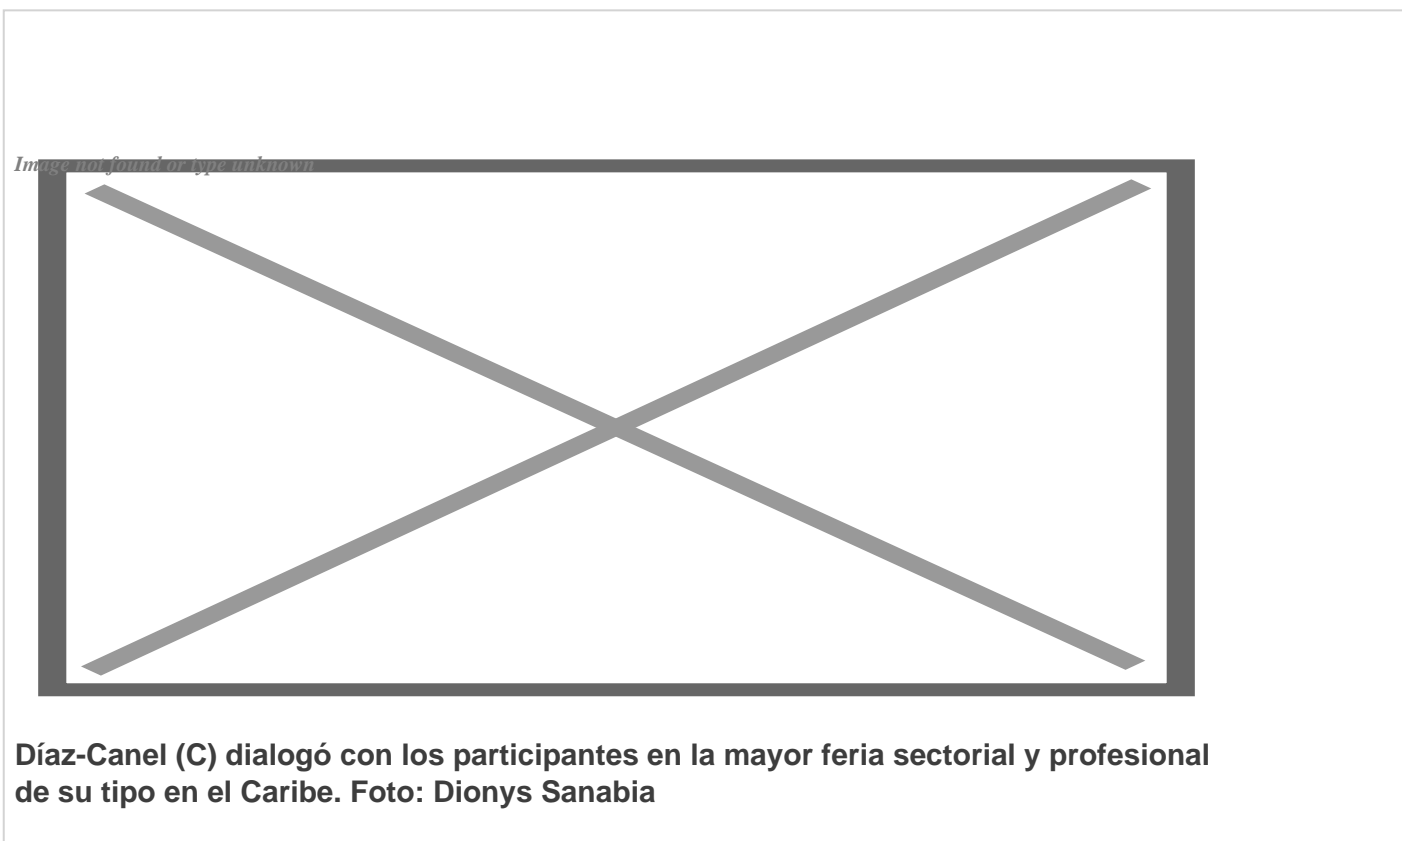 Image not found or type unknown
Díaz-Canel (C) dialogó con los participantes en la mayor feria sectorial y profesional
de su tipo en el Caribe. Foto: Dionys Sanabia